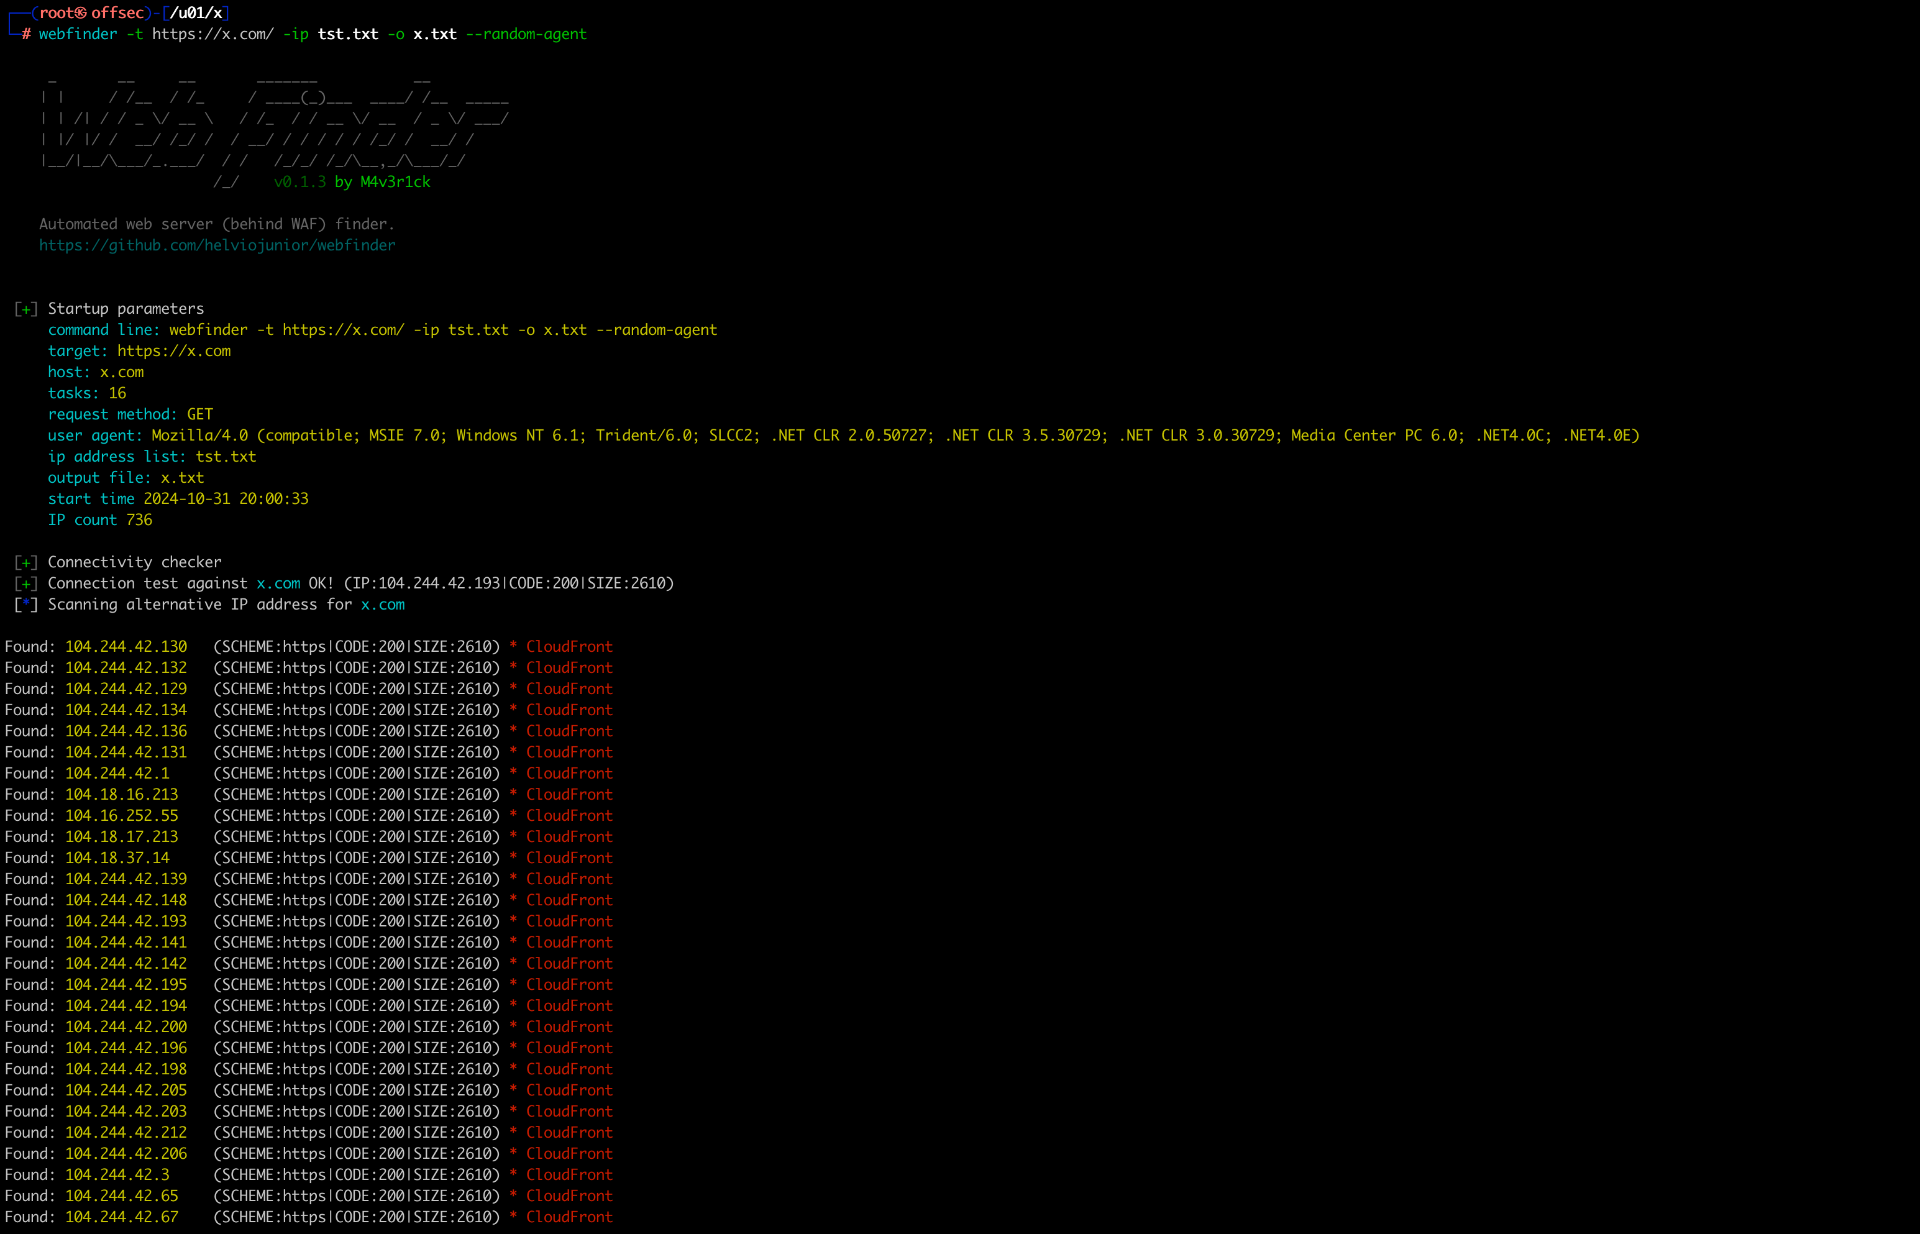 ┌──(root㉿offsec)-[/u01/x]
└─# webfinder -t https://x.com/ -ip tst.txt -o x.txt --random-agent
Web Finder
v0.1.3 by M4v3r1ck
Automated web server (behind WAF) finder.
https://github.com/helviojunior/webfinder
[+] Startup parameters
command line: webfinder -t https://x.com/ -ip tst.txt -o x.txt --random-agent
target: https://x.com
host: x.com
tasks: 16
request method: GET
user agent: Mozilla/4.0 (compatible; MSIE 7.0; Windows NT 6.1; Trident/6.0; SLCC2; .NET CLR 2.0.50727; .NET CLR 3.5.30729; .NET CLR 3.0.30729; Media Center PC 6.0; .NET4.0C; .NET4.0E)
ip address list: tst.txt
output file: x.txt
start time 2024-10-31 20:00:33
IP count 736
[+] Connectivity checker
[+] Connection test against x.com OK! (IP:104.244.42.193|CODE:200|SIZE:2610)
[*] Scanning alternative IP address for x.com
Found: 104.244.42.130 (SCHEME:https|CODE:200|SIZE:2610) * CloudFront
Found: 104.244.42.132 (SCHEME:https|CODE:200|SIZE:2610) * CloudFront
Found: 104.244.42.129 (SCHEME:https|CODE:200|SIZE:2610) * CloudFront
Found: 104.244.42.134 (SCHEME:https|CODE:200|SIZE:2610) * CloudFront
Found: 104.244.42.136 (SCHEME:https|CODE:200|SIZE:2610) * CloudFront
Found: 104.244.42.131 (SCHEME:https|CODE:200|SIZE:2610) * CloudFront
Found: 104.244.42.1 (SCHEME:https|CODE:200|SIZE:2610) * CloudFront
Found: 104.18.16.213 (SCHEME:https|CODE:200|SIZE:2610) * CloudFront
Found: 104.16.252.55 (SCHEME:https|CODE:200|SIZE:2610) * CloudFront
Found: 104.18.17.213 (SCHEME:https|CODE:200|SIZE:2610) * CloudFront
Found: 104.18.37.14 (SCHEME:https|CODE:200|SIZE:2610) * CloudFront
Found: 104.244.42.139 (SCHEME:https|CODE:200|SIZE:2610) * CloudFront
Found: 104.244.42.148 (SCHEME:https|CODE:200|SIZE:2610) * CloudFront
Found: 104.244.42.193 (SCHEME:https|CODE:200|SIZE:2610) * CloudFront
Found: 104.244.42.141 (SCHEME:https|CODE:200|SIZE:2610) * CloudFront
Found: 104.244.42.142 (SCHEME:https|CODE:200|SIZE:2610) * CloudFront
Found: 104.244.42.195 (SCHEME:https|CODE:200|SIZE:2610) * CloudFront
Found: 104.244.42.194 (SCHEME:https|CODE:200|SIZE:2610) * CloudFront
Found: 104.244.42.200 (SCHEME:https|CODE:200|SIZE:2610) * CloudFront
Found: 104.244.42.196 (SCHEME:https|CODE:200|SIZE:2610) * CloudFront
Found: 104.244.42.198 (SCHEME:https|CODE:200|SIZE:2610) * CloudFront
Found: 104.244.42.205 (SCHEME:https|CODE:200|SIZE:2610) * CloudFront
Found: 104.244.42.203 (SCHEME:https|CODE:200|SIZE:2610) * CloudFront
Found: 104.244.42.212 (SCHEME:https|CODE:200|SIZE:2610) * CloudFront
Found: 104.244.42.206 (SCHEME:https|CODE:200|SIZE:2610) * CloudFront
Found: 104.244.42.3 (SCHEME:https|CODE:200|SIZE:2610) * CloudFront
Found: 104.244.42.65 (SCHEME:https|CODE:200|SIZE:2610) * CloudFront
Found: 104.244.42.67 (SCHEME:https|CODE:200|SIZE:2610) * CloudFront